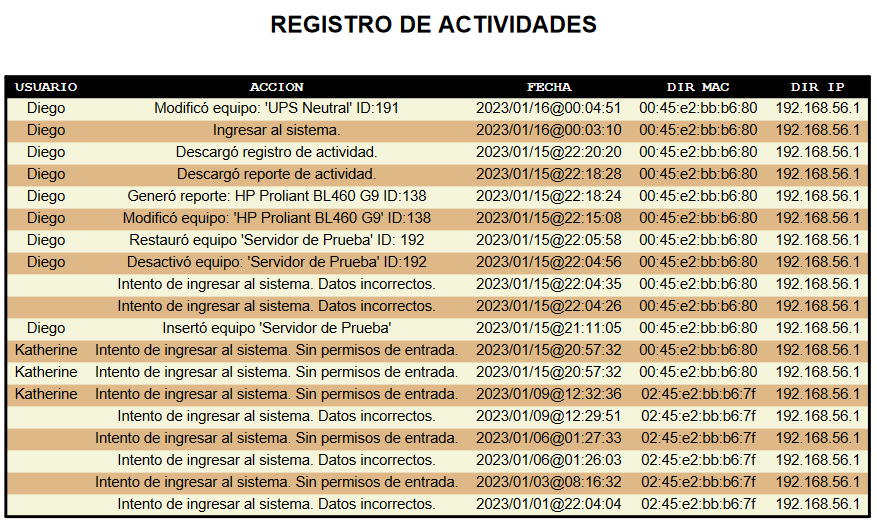 REGISTRO DE ACTIVIDADES
USUARIO ACCION FECHA DIR MAC DIR IP
Diego Modificó equipo: 'UPS Neutral' ID:191 2023/01/16@00:04:51 00:45:e2:bb:b6:80 192.168.56.1
Diego Ingresar al sistema. 2023/01/16@00:03:10 00:45:e2:bb:b6:80 192.168.56.1
Diego Descargó registro de actividad. 2023/01/15@22:20:20 00:45:e2:bb:b6:80 192.168.56.1
Diego Descargó reporte de actividad. 2023/01/15@22:18:28 00:45:e2:bb:b6:80 192.168.56.1
Diego Generó reporte: HP Proliant BL460 G9 ID:138 2023/01/15@22:18:24 00:45:e2:bb:b6:80 192.168.56.1
Diego Modificó equipo: 'HP Proliant BL460 G9' ID:138 2023/01/15@22:15:08 00:45:e2:bb:b6:80 192.168.56.1
Diego Restauró equipo 'Servidor de Prueba' ID: 192 2023/01/15@22:05:58 00:45:e2:bb:b6:80 192.168.56.1
Diego Desactivó equipo: 'Servidor de Prueba' ID:192 2023/01/15@22:04:56 00:45:e2:bb:b6:80 192.168.56.1
Intento de ingresar al sistema. Datos incorrectos. 2023/01/15@22:04:35 00:45:e2:bb:b6:80 192.168.56.1
Intento de ingresar al sistema. Datos incorrectos. 2023/01/15@22:04:26 00:45:e2:bb:b6:80 192.168.56.1
Diego Insertó equipo 'Servidor de Prueba' 2023/01/15@21:11:05 00:45:e2:bb:b6:80 192.168.56.1
Katherine Intento de ingresar al sistema. Sin permisos de entrada. 2023/01/15@20:57:32 00:45:e2:bb:b6:80 192.168.56.1
Katherine Intento de ingresar al sistema. Sin permisos de entrada. 2023/01/15@20:57:32 00:45:e2:bb:b6:80 192.168.56.1
Katherine Intento de ingresar al sistema. Sin permisos de entrada. 2023/01/09@12:32:36 02:45:e2:bb:b6:7f 192.168.56.1
Intento de ingresar al sistema. Datos incorrectos. 2023/01/09@12:29:51 02:45:e2:bb:b6:7f 192.168.56.1
Intento de ingresar al sistema. Sin permisos de entrada. 2023/01/06@01:27:33 02:45:e2:bb:b6:7f 192.168.56.1
Intento de ingresar al sistema. Datos incorrectos. 2023/01/06@01:26:03 02:45:e2:bb:b6:7f 192.168.56.1
Intento de ingresar al sistema. Sin permisos de entrada. 2023/01/03@08:16:32 02:45:e2:bb:b6:7f 192.168.56.1
Intento de ingresar al sistema. Datos incorrectos. 2023/01/01@22:04:04 02:45:e2:bb:b6:7f 192.168.56.1